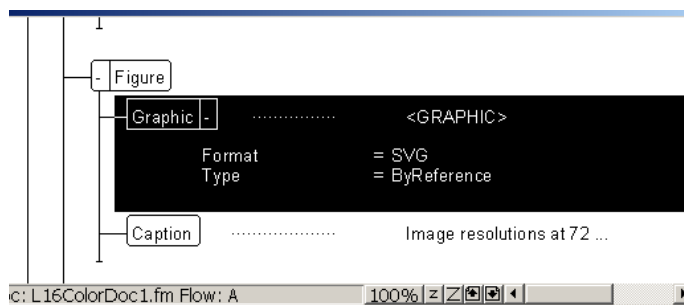 - Figure
Graphic - ............... <GRAPHIC>
Format = SVG
Type = ByReference
Caption ................... Image resolutions at 72 ...
c: L16ColorDoc1.fm Flow: A 100% z Z